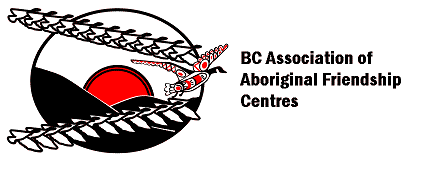 BC Association of
Aboriginal Friendship
Centres